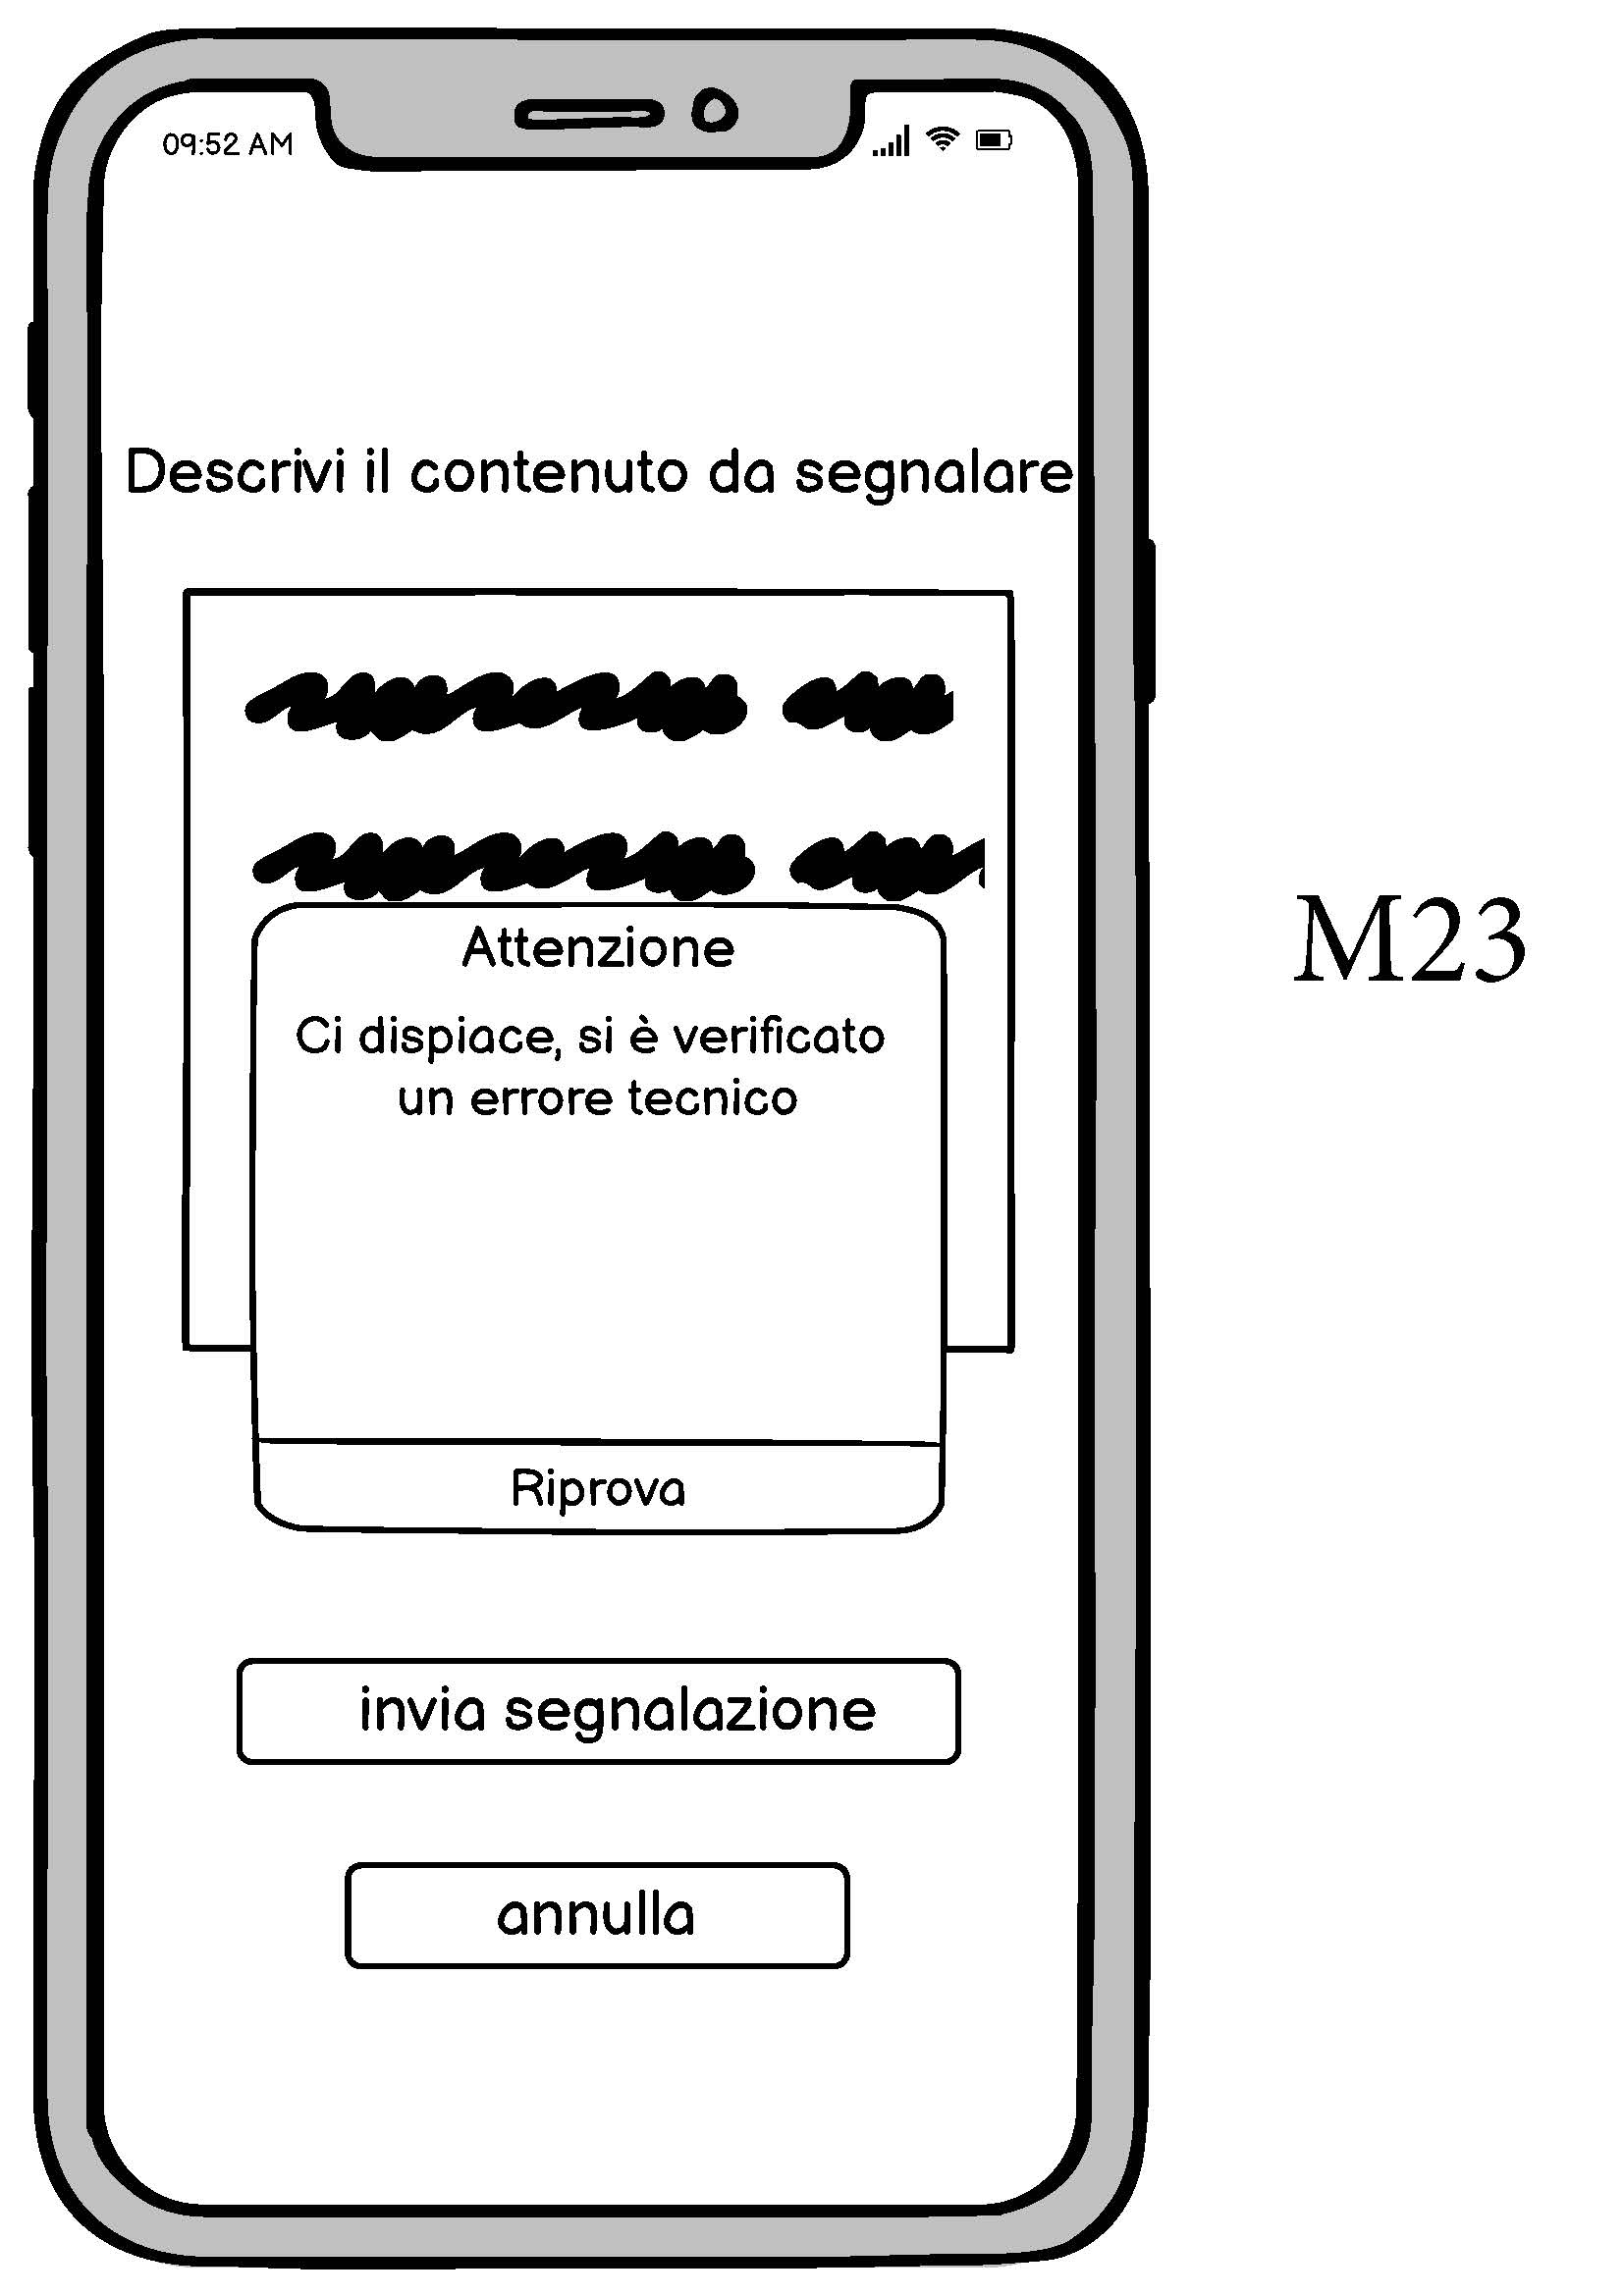 09:52 AM
Descrivi il contenuto da segnalare
Attenzione
Ci dispiace, si è verificato
un errore tecnico
Riprova
invia segnalazione
annulla
M23